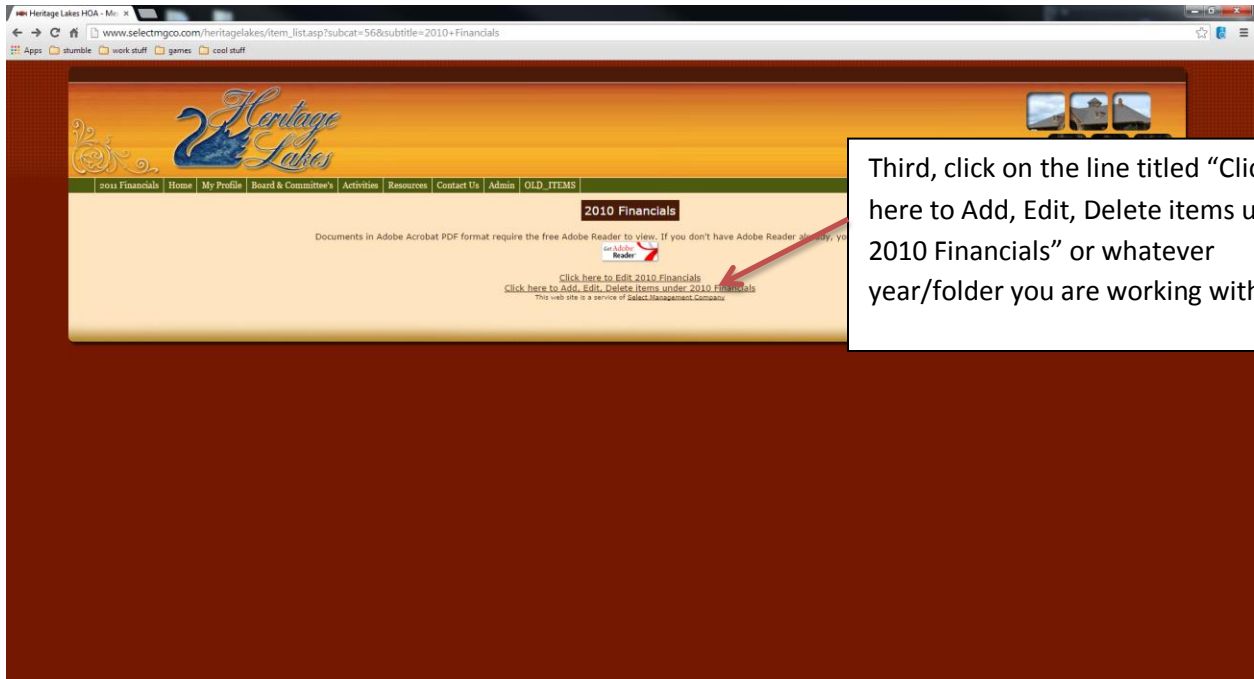 Heritage Lakes HOA - Me
www.selectmgco.com/heritagelakes/item_list.asp?subcat=56&subtitle=2010+Financials
Apps stumble work stuff games cool stuff
Heritage
Lakes
2011 Financials Home My Profile Board & Committee's Activities Resources Contact Us Admin OLD_ITEMS
2010 Financials
Documents in Adobe Acrobat PDF format require the free Adobe Reader to view. If you don't have Adobe Reader already,
Get Adobe
Reader
Click here to Edit 2010 Financials
Click here to Add, Edit, Delete items under 2010 Financials
This web site is a service of Select Management Company
Third, click on the line titled “Clic
here to Add, Edit, Delete items u
2010 Financials” or whatever
year/folder you are working with